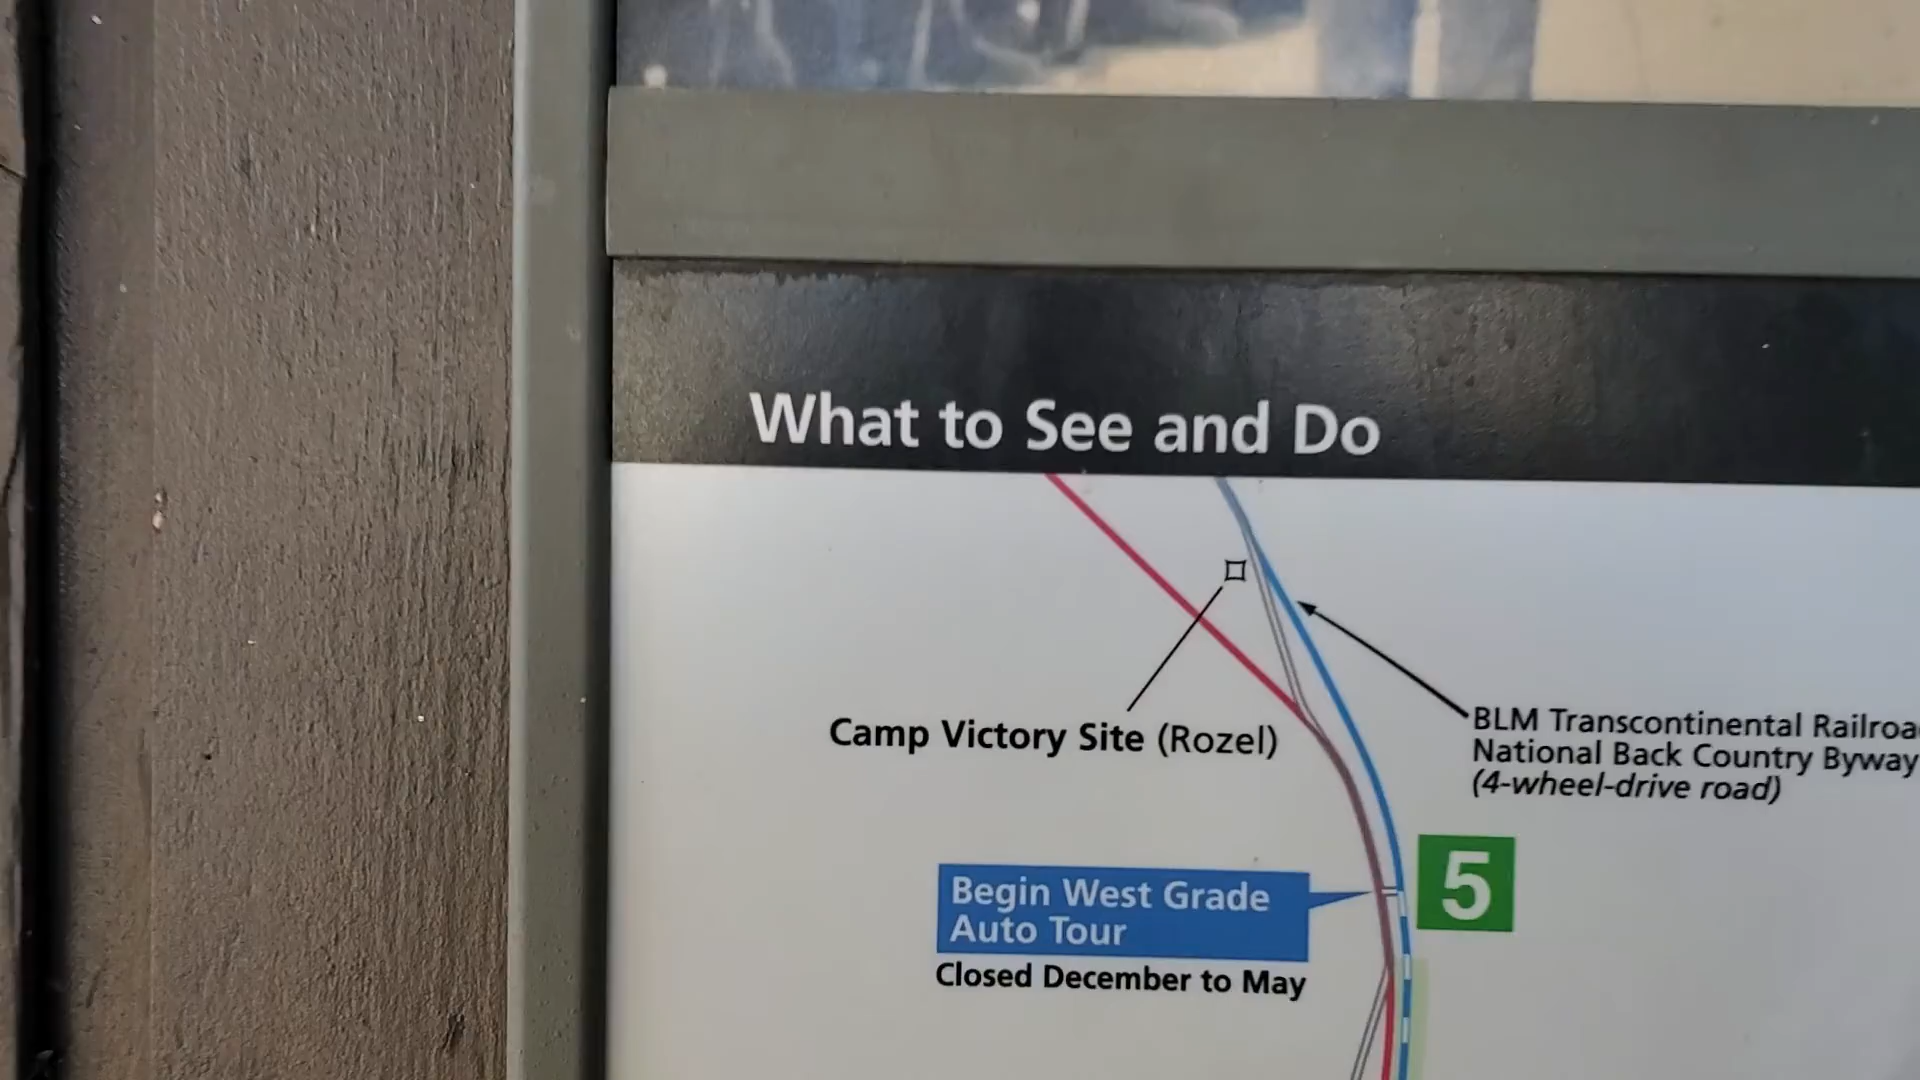 What to See and Do
Camp Victory Site (Rozel)
BLM Transcontinental
National Back Country Byway
(4-wheel-drive road)
5
Begin West Grade
Auto Tour
Closed December to May